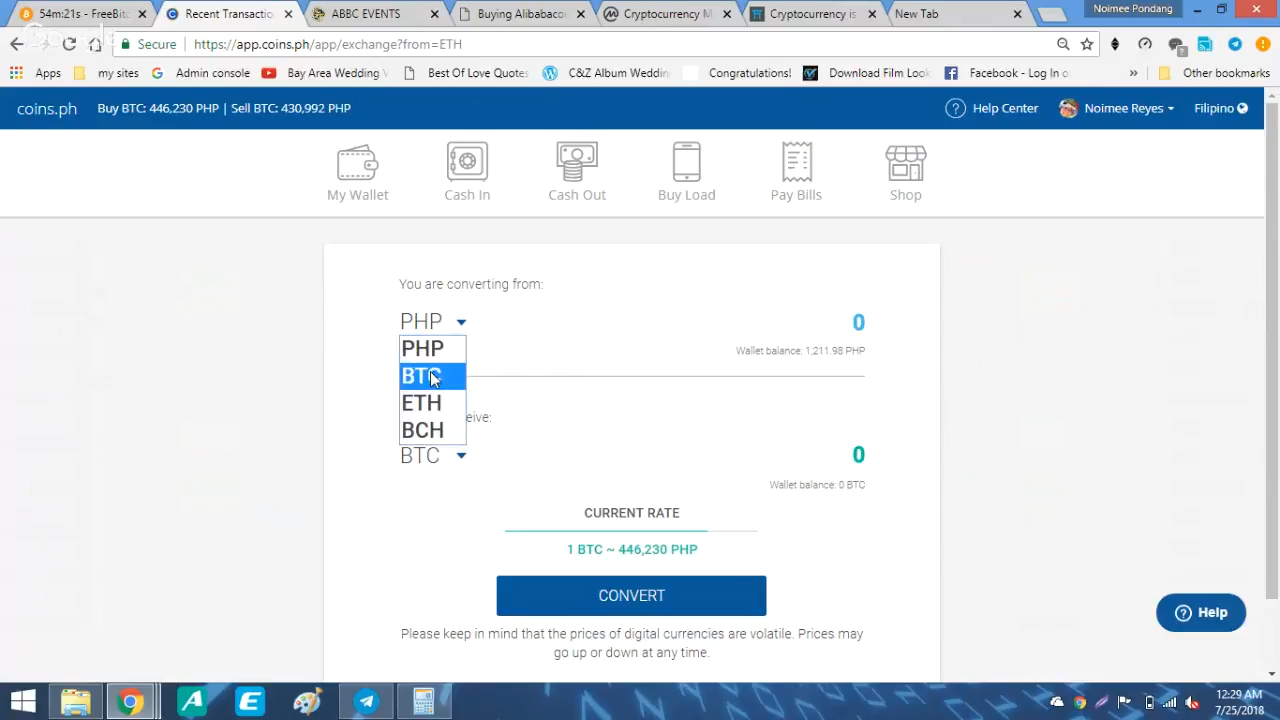 54m:21s - FreeBitc
Recent Transactio
ABBC EVENTS
Buying Alibabacoi
Cryptocurrency M
Cryptocurrency is
New Tab
Noimee Pondang
Secure
https://app.coins.ph/app/exchange?from=ETH
Apps
my sites
Admin console
Bay Area Wedding V
Best Of Love Quotes
C&Z Album Weddin
Congratulations!
Download Film Look
Facebook - Log In o
»
Other bookmarks
coins.ph
Buy BTC: 446,230 PHP | Sell BTC: 430,992 PHP
Help Center
Noimee Reyes
Filipino
My Wallet
Cash In
Cash Out
Buy Load
Pay Bills
Shop
You are converting from:
PHP
0
Wallet balance: 1,211.98 PHP
PHP
BTC
ETH
BCH
eive:
BTC
0
Wallet balance: 0 BTC
CURRENT RATE
1 BTC ~ 446,230 PHP
CONVERT
Please keep in mind that the prices of digital currencies are volatile. Prices may
go up or down at any time.
Help
12:29 AM
7/25/2018